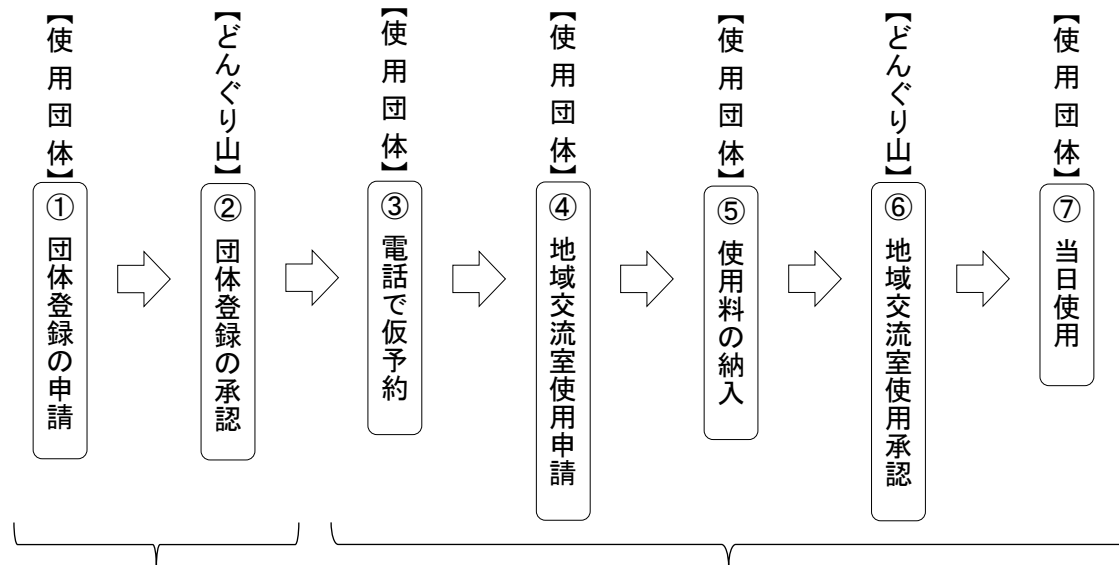 【使用団体】
① 団体登録の申請
【どんぐり山】
② 団体登録の承認
【使用団体】
③ 電話で仮予約
【使用団体】
④ 地域交流室使用申請
【使用団体】
⑤ 使用料の納入
【どんぐり山】
⑥ 地域交流室使用承認
【使用団体】
⑦ 当日使用